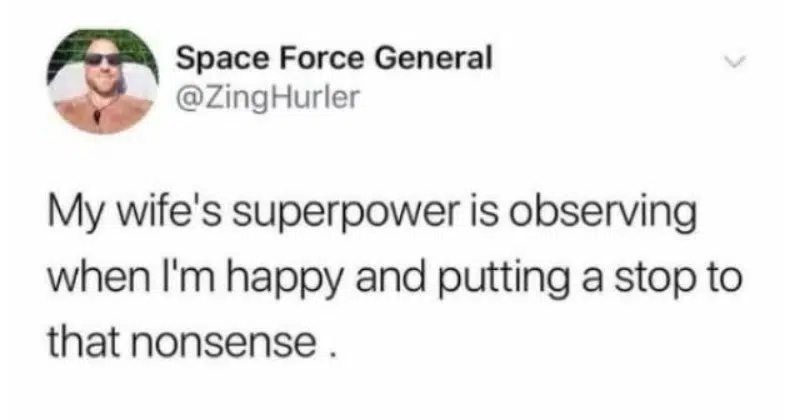 Space Force General
@ZingHurler
My wife's superpower is observing
when I'm happy and putting a stop to
that nonsense .